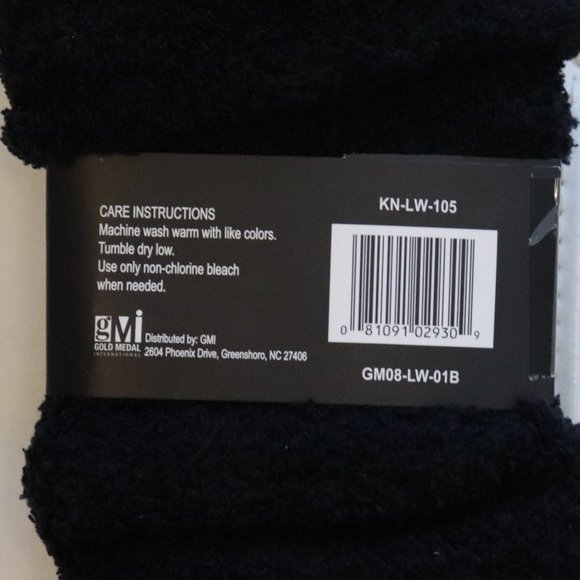 KN-LW-105
CARE INSTRUCTIONS
Machine wash warm with like colors.
Tumble dry low.
Use only non-chlorine bleach
when needed.
0 81091 02930 9
gMi
GOLD MEDAL
INTERNATIONAL
Distributed by: GMI
2604 Phoenix Drive, Greenshoro, NC 27406
GM08-LW-01B